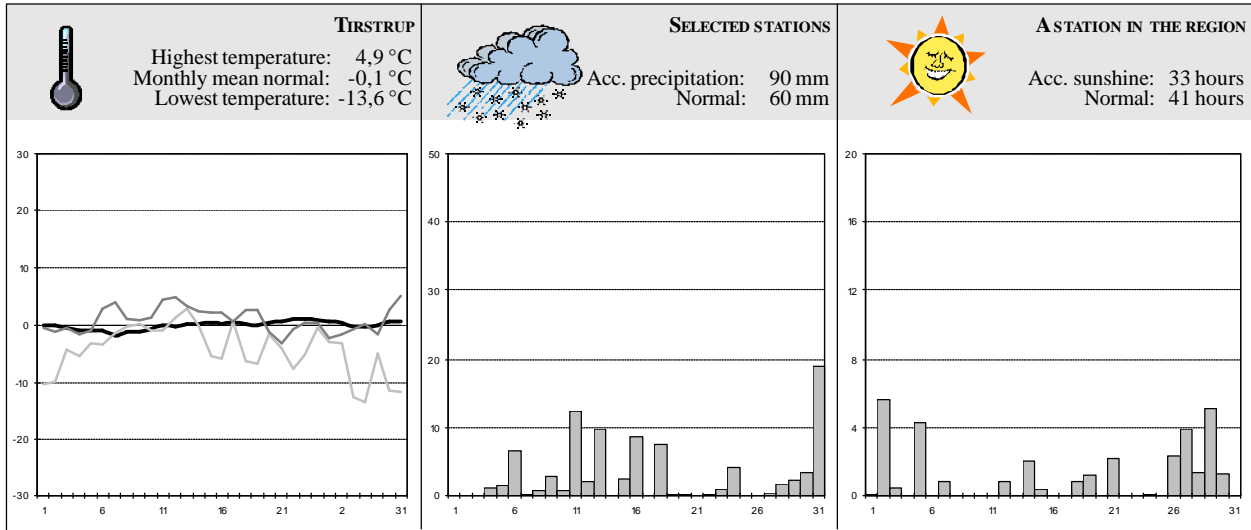 TIRSTRUP
Highest temperature: 4,9 °C
Monthly mean normal: -0,1 °C
Lowest temperature: -13,6 °C
SELECTED STATIONS
Acc. precipitation: 90 mm
Normal: 60 mm
A STATION IN THE REGION
Acc. sunshine: 33 hours
Normal: 41 hours
30
20
10
0
-10
-20
-30
1 6 11 16 21 2 31
50
40
30
20
10
0
1 6 11 16 21 26 31
20
16
12
8
4
0
1 6 11 16 21 26 31